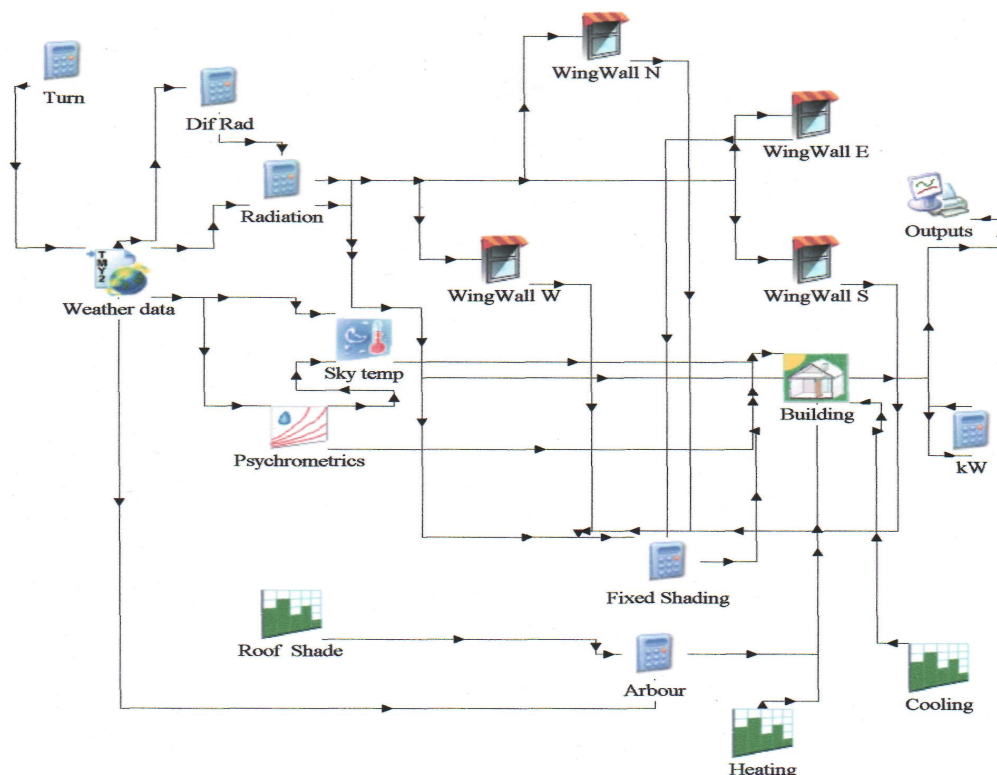 WingWall N
Turn
Dif Rad
WingWall E
Radiation
Outputs
TMY2
Weather data
WingWall W
WingWall S
Sky temp
Building
Psychrometrics
kW
Fixed Shading
Roof Shade
Arbour
Cooling
Heating